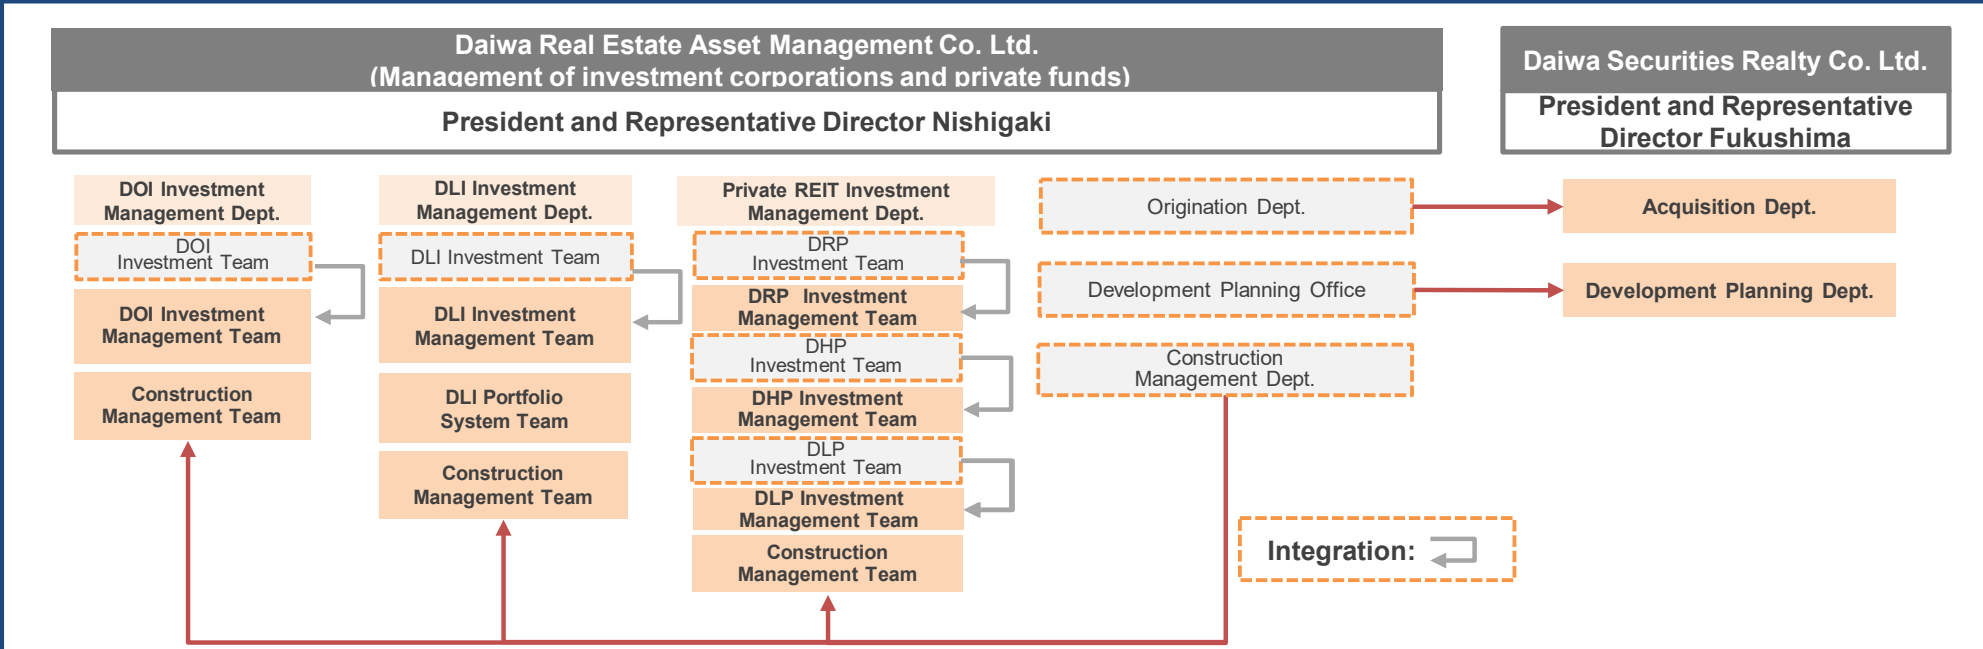 Daiwa Real Estate Asset Management Co. Ltd.
(Management of investment corporations and private funds)
President and Representative Director Nishigaki
Daiwa Securities Realty Co. Ltd.
President and Representative
Director Fukushima
DOI Investment
Management Dept.
DOI
Investment Team
DOI Investment
Management Team
Construction
Management Team
DLI Investment
Management Dept.
DLI Investment Team
DLI Investment
Management Team
DLI Portfolio
System Team
Construction
Management Team
Private REIT Investment
Management Dept.
DRP
Investment Team
DRP Investment
Management Team
DHP
Investment Team
DHP Investment
Management Team
DLP
Investment Team
DLP Investment
Management Team
Construction
Management Team
Origination Dept.
Development Planning Office
Construction
Management Dept.
Acquisition Dept.
Development Planning Dept.
Integration: